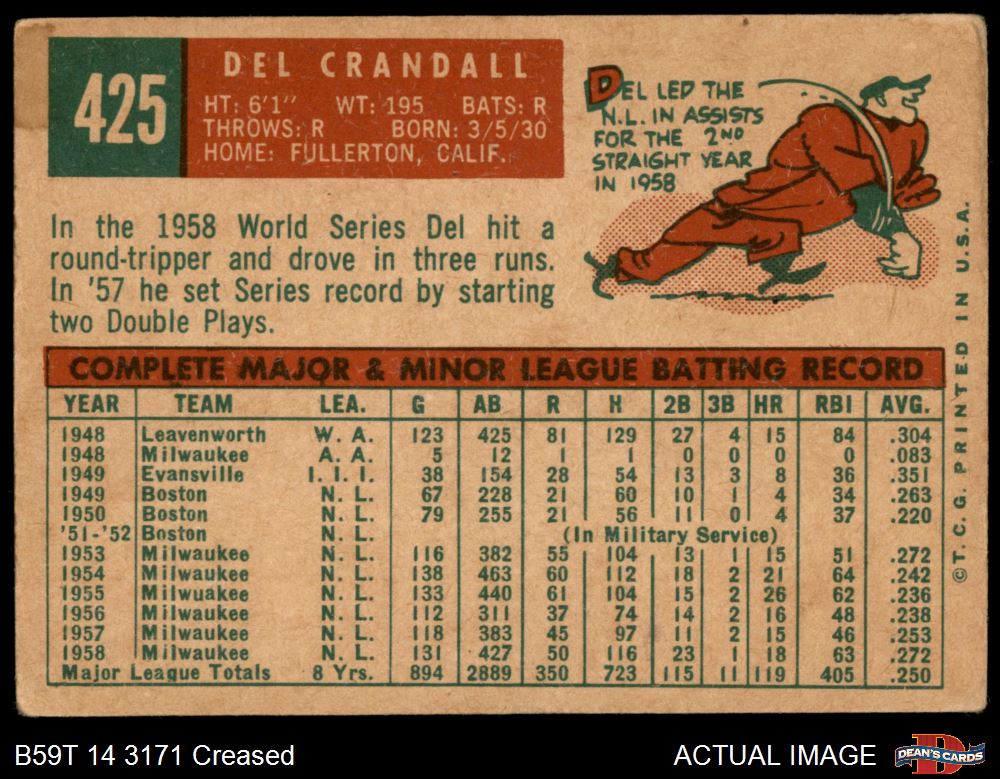 425
DEL CRANDALL
HT: 6'1" WT: 195 BATS: R
THROWS: R BORN: 3/5/30
HOME: FULLERTON, CALIF.
DEL LED THE
N.L. IN ASSISTS
FOR THE 2ND
STRAIGHT YEAR
IN 1958
In the 1958 World Series Del hit a
round-tripper and drove in three runs.
In '57 he set Series record by starting
two Double Plays.
COMPLETE MAJOR & MINOR LEAGUE BATTING RECORD
YEAR TEAM LEA. G AB R H 2B 3B HR RBI AVG.
1948 Leavenworth W. A. 123 425 81 129 27 4 15 84 .304
1948 Milwaukee A. A. 5 12 1 1 0 0 0 0 .083
1949 Evansville I. I. I. 38 154 28 54 13 3 8 36 .351
1949 Boston N. L. 67 228 21 60 10 1 4 34 .263
1950 Boston N. L. 79 255 21 56 11 0 4 37 .220
'51-'52 Boston N. L. (In Military Service)
1953 Milwaukee N. L. 116 382 55 104 13 1 15 51 .272
1954 Milwaukee N. L. 138 463 60 112 18 2 21 64 .242
1955 Milwaukee N. L. 133 440 61 104 15 2 26 62 .236
1956 Milwaukee N. L. 112 311 37 74 14 2 16 48 .238
1957 Milwaukee N. L. 118 383 45 97 11 2 15 46 .253
1958 Milwaukee N. L. 131 427 50 116 23 1 18 63 .272
Major League Totals 8 Yrs. 894 2889 350 723 115 11 119 405 .250
©T. C. G. PRINTED IN U.S.A.
B59T 14 3171 Creased
ACTUAL IMAGE
D
DEAN'S CARDS